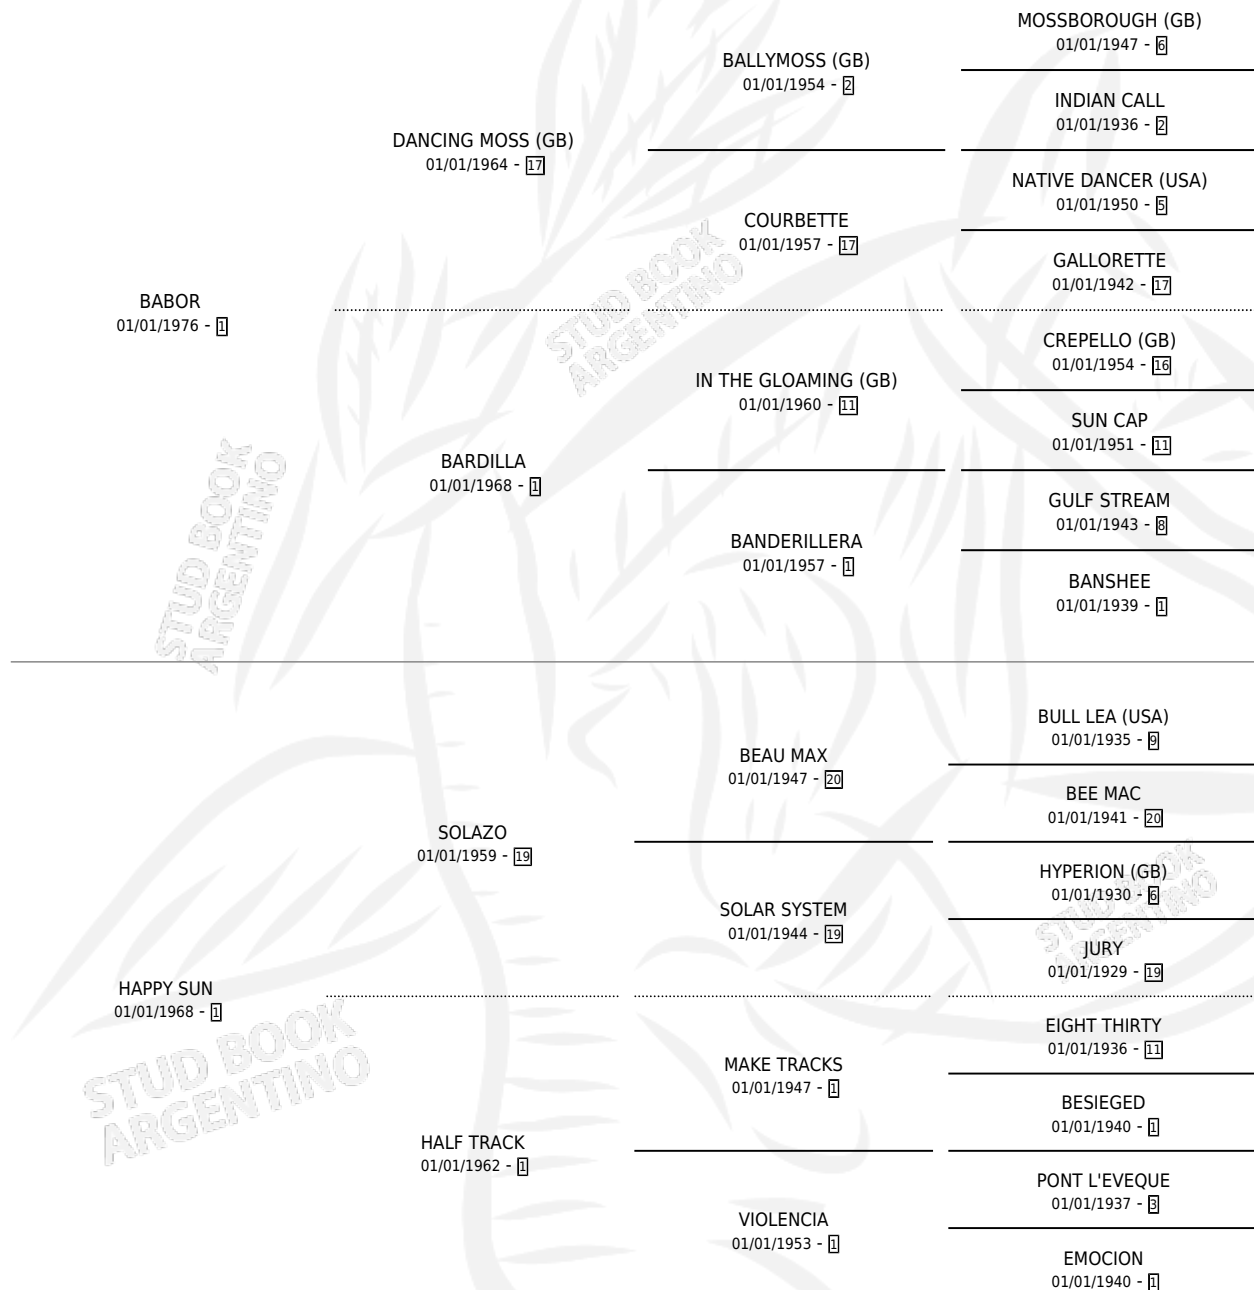 MOSSBOROUGH (GB)
01/01/1947 - 6
BALLYMOSS (GB)
01/01/1954 - 2
INDIAN CALL
01/01/1936 - 2
DANCING MOSS (GB)
01/01/1964 - 17
NATIVE DANCER (USA)
01/01/1950 - 5
COURBETTE
01/01/1957 - 17
GALLORETTE
01/01/1942 - 17
BABOR
01/01/1976 - 1
CREPELLO (GB)
01/01/1954 - 16
IN THE GLOAMING (GB)
01/01/1960 - 11
SUN CAP
01/01/1951 - 11
BARDILLA
01/01/1968 - 1
GULF STREAM
01/01/1943 - 8
BANDERILLERA
01/01/1957 - 1
BANSHEE
01/01/1939 - 1
BULL LEA (USA)
01/01/1935 - 9
BEAU MAX
01/01/1947 - 20
BEE MAC
01/01/1941 - 20
SOLAZO
01/01/1959 - 19
HYPERION (GB)
01/01/1930 - 6
SOLAR SYSTEM
01/01/1944 - 19
JURY
01/01/1929 - 19
HAPPY SUN
01/01/1968 - 1
EIGHT THIRTY
01/01/1936 - 11
MAKE TRACKS
01/01/1947 - 1
BESIEGED
01/01/1940 - 1
HALF TRACK
01/01/1962 - 1
PONT L'EVEQUE
01/01/1937 - 3
VIOLENCIA
01/01/1953 - 1
EMOCION
01/01/1940 - 1
STUD BOOK
ARGENTINO
STUD BOOK
ARGENTINO
STUD BOOK
ARGENTINO
STUD BOOK
ARGENTINO